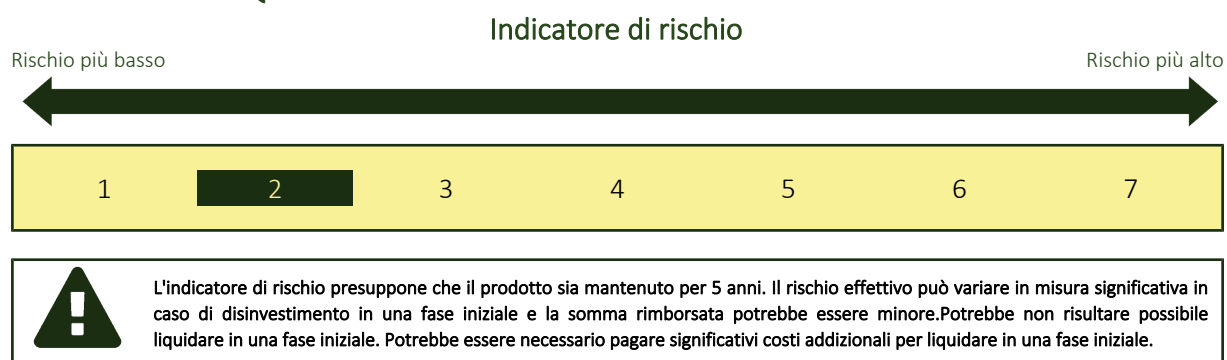 Indicatore di rischio
Rischio più basso
Rischio più alto
1 2 3 4 5 6 7
L'indicatore di rischio presuppone che il prodotto sia mantenuto per 5 anni. Il rischio effettivo può variare in misura significativa in
caso di disinvestimento in una fase iniziale e la somma rimborsata potrebbe essere minore.Potrebbe non risultare possibile
liquidare in una fase iniziale. Potrebbe essere necessario pagare significativi costi addizionali per liquidare in una fase iniziale.